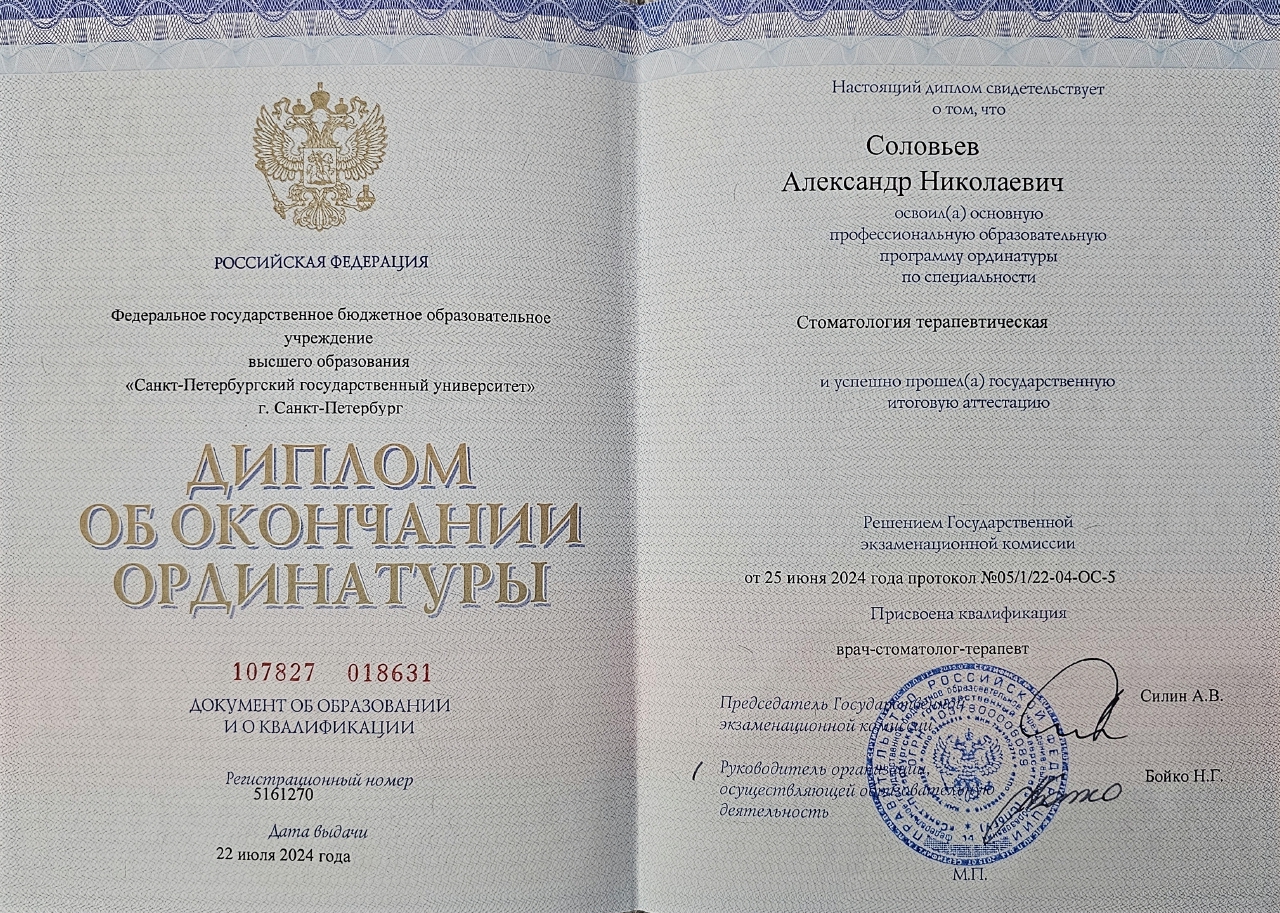 РОССИЙСКАЯ ФЕДЕРАЦИЯ
Федеральное государственное бюджетное образовательное
учреждение
высшего образования
«Санкт-Петербургский государственный университет»
г. Санкт-Петербург
ДИПЛОМ
ОБ ОКОНЧАНИИ
ОРДИНАТУРЫ
107827 018631
ДОКУМЕНТ ОБ ОБРАЗОВАНИИ
И О КВАЛИФИКАЦИИ
Регистрационный номер
5161270
Дата выдачи
22 июля 2024 года
Настоящий диплом свидетельствует
о том, что
Соловьев
Александр Николаевич
освоил(а) основную
профессиональную образовательную
программу ординатуры
по специальности
Стоматология терапевтическая
и успешно прошел(а) государственную
итоговую аттестацию
Решением Государственной
экзаменационной комиссии
от 25 июня 2024 года протокол №05/1/22-04-ОС-5
Присвоена квалификация
врач-стоматолог-терапевт
Председатель Государственной
экзаменационной комиссии
Силин А.В.
Руководитель организации,
осуществляющей образовательную
деятельность
Бойко Н.Г.
ПРАВИТЕЛЬСТВО РОССИЙСКОЙ ФЕДЕРАЦИИ
М.П.